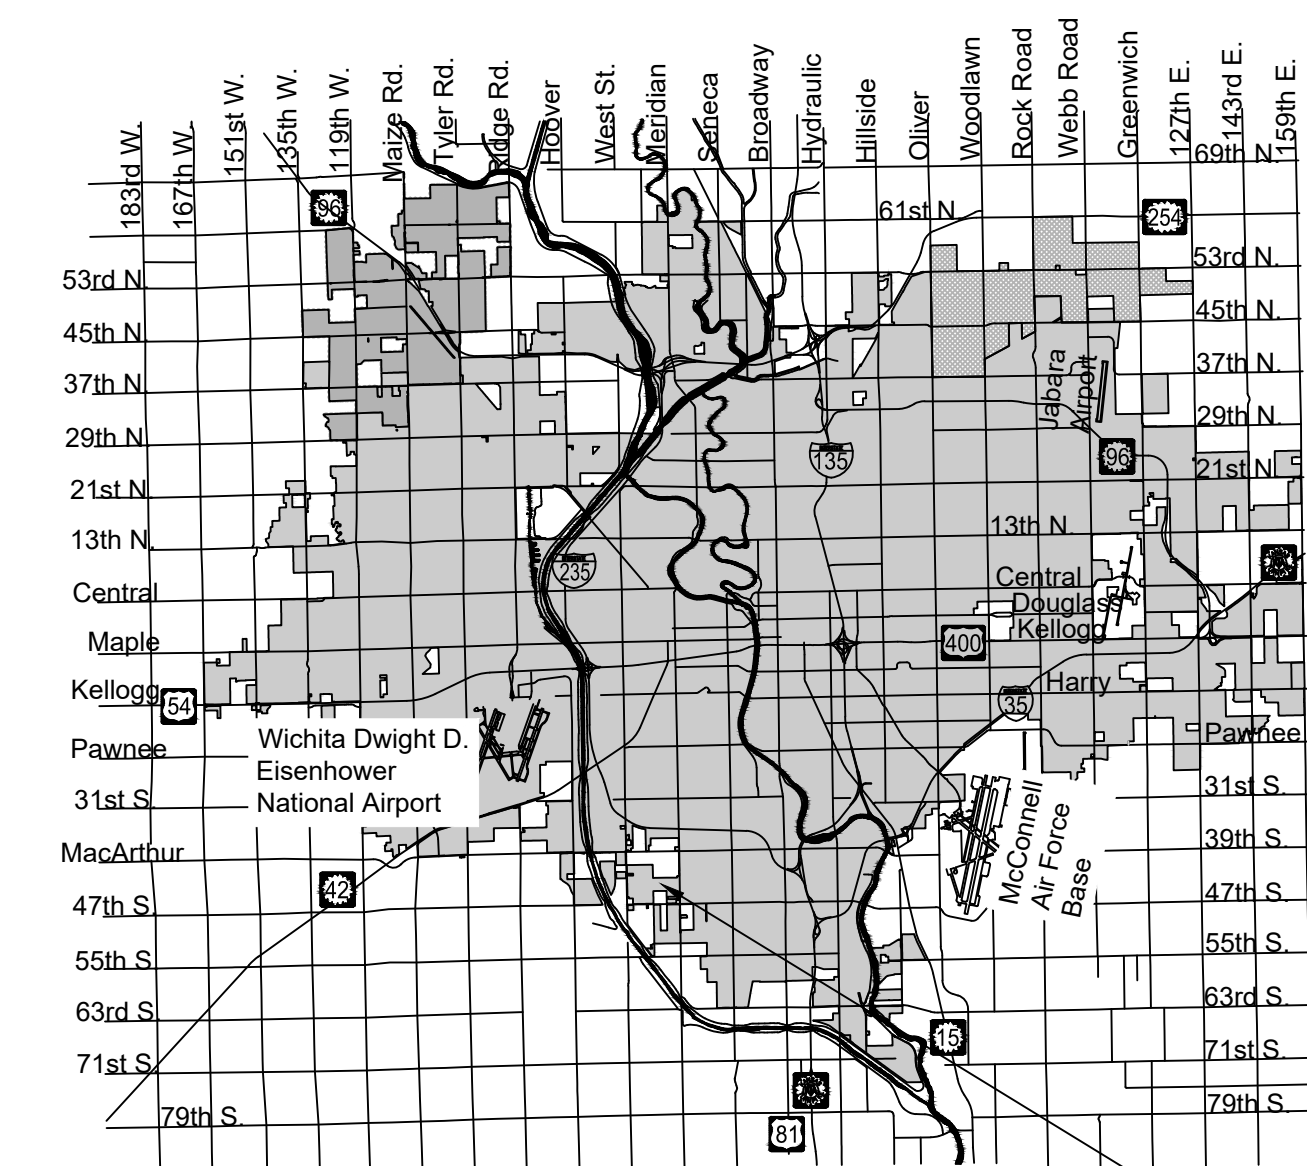 183rd W.
167th W.
151st W.
135th W.
119th W.
Maize Rd.
Tyler Rd.
Ridge Rd.
Hoover
West St.
Meridian
Seneca
Broadway
Hydraulic
Hillside
Oliver
Woodlawn
Rock Road
Webb Road
Greenwich
127th E.
143rd E.
159th E.
69th N.
96
61st N.
254
53rd N.
53rd N.
45th N.
45th N.
37th N.
37th N.
Jabara
Airport
29th N.
29th N.
135
96
21st N.
21st N.
13th N.
13th N.
235
Central
Central
Douglass
Maple
Kellogg
400
Kellogg
54
Harry
35
Pawnee
Pawnee
Wichita Dwight D.
Eisenhower
National Airport
31st S.
31st S.
McConnell
Air Force
Base
MacArthur
39th S.
42
47th S.
47th S.
55th S
55th S.
63rd S.
63rd S.
15
71st S.
71st S.
79th S.
79th S.
81